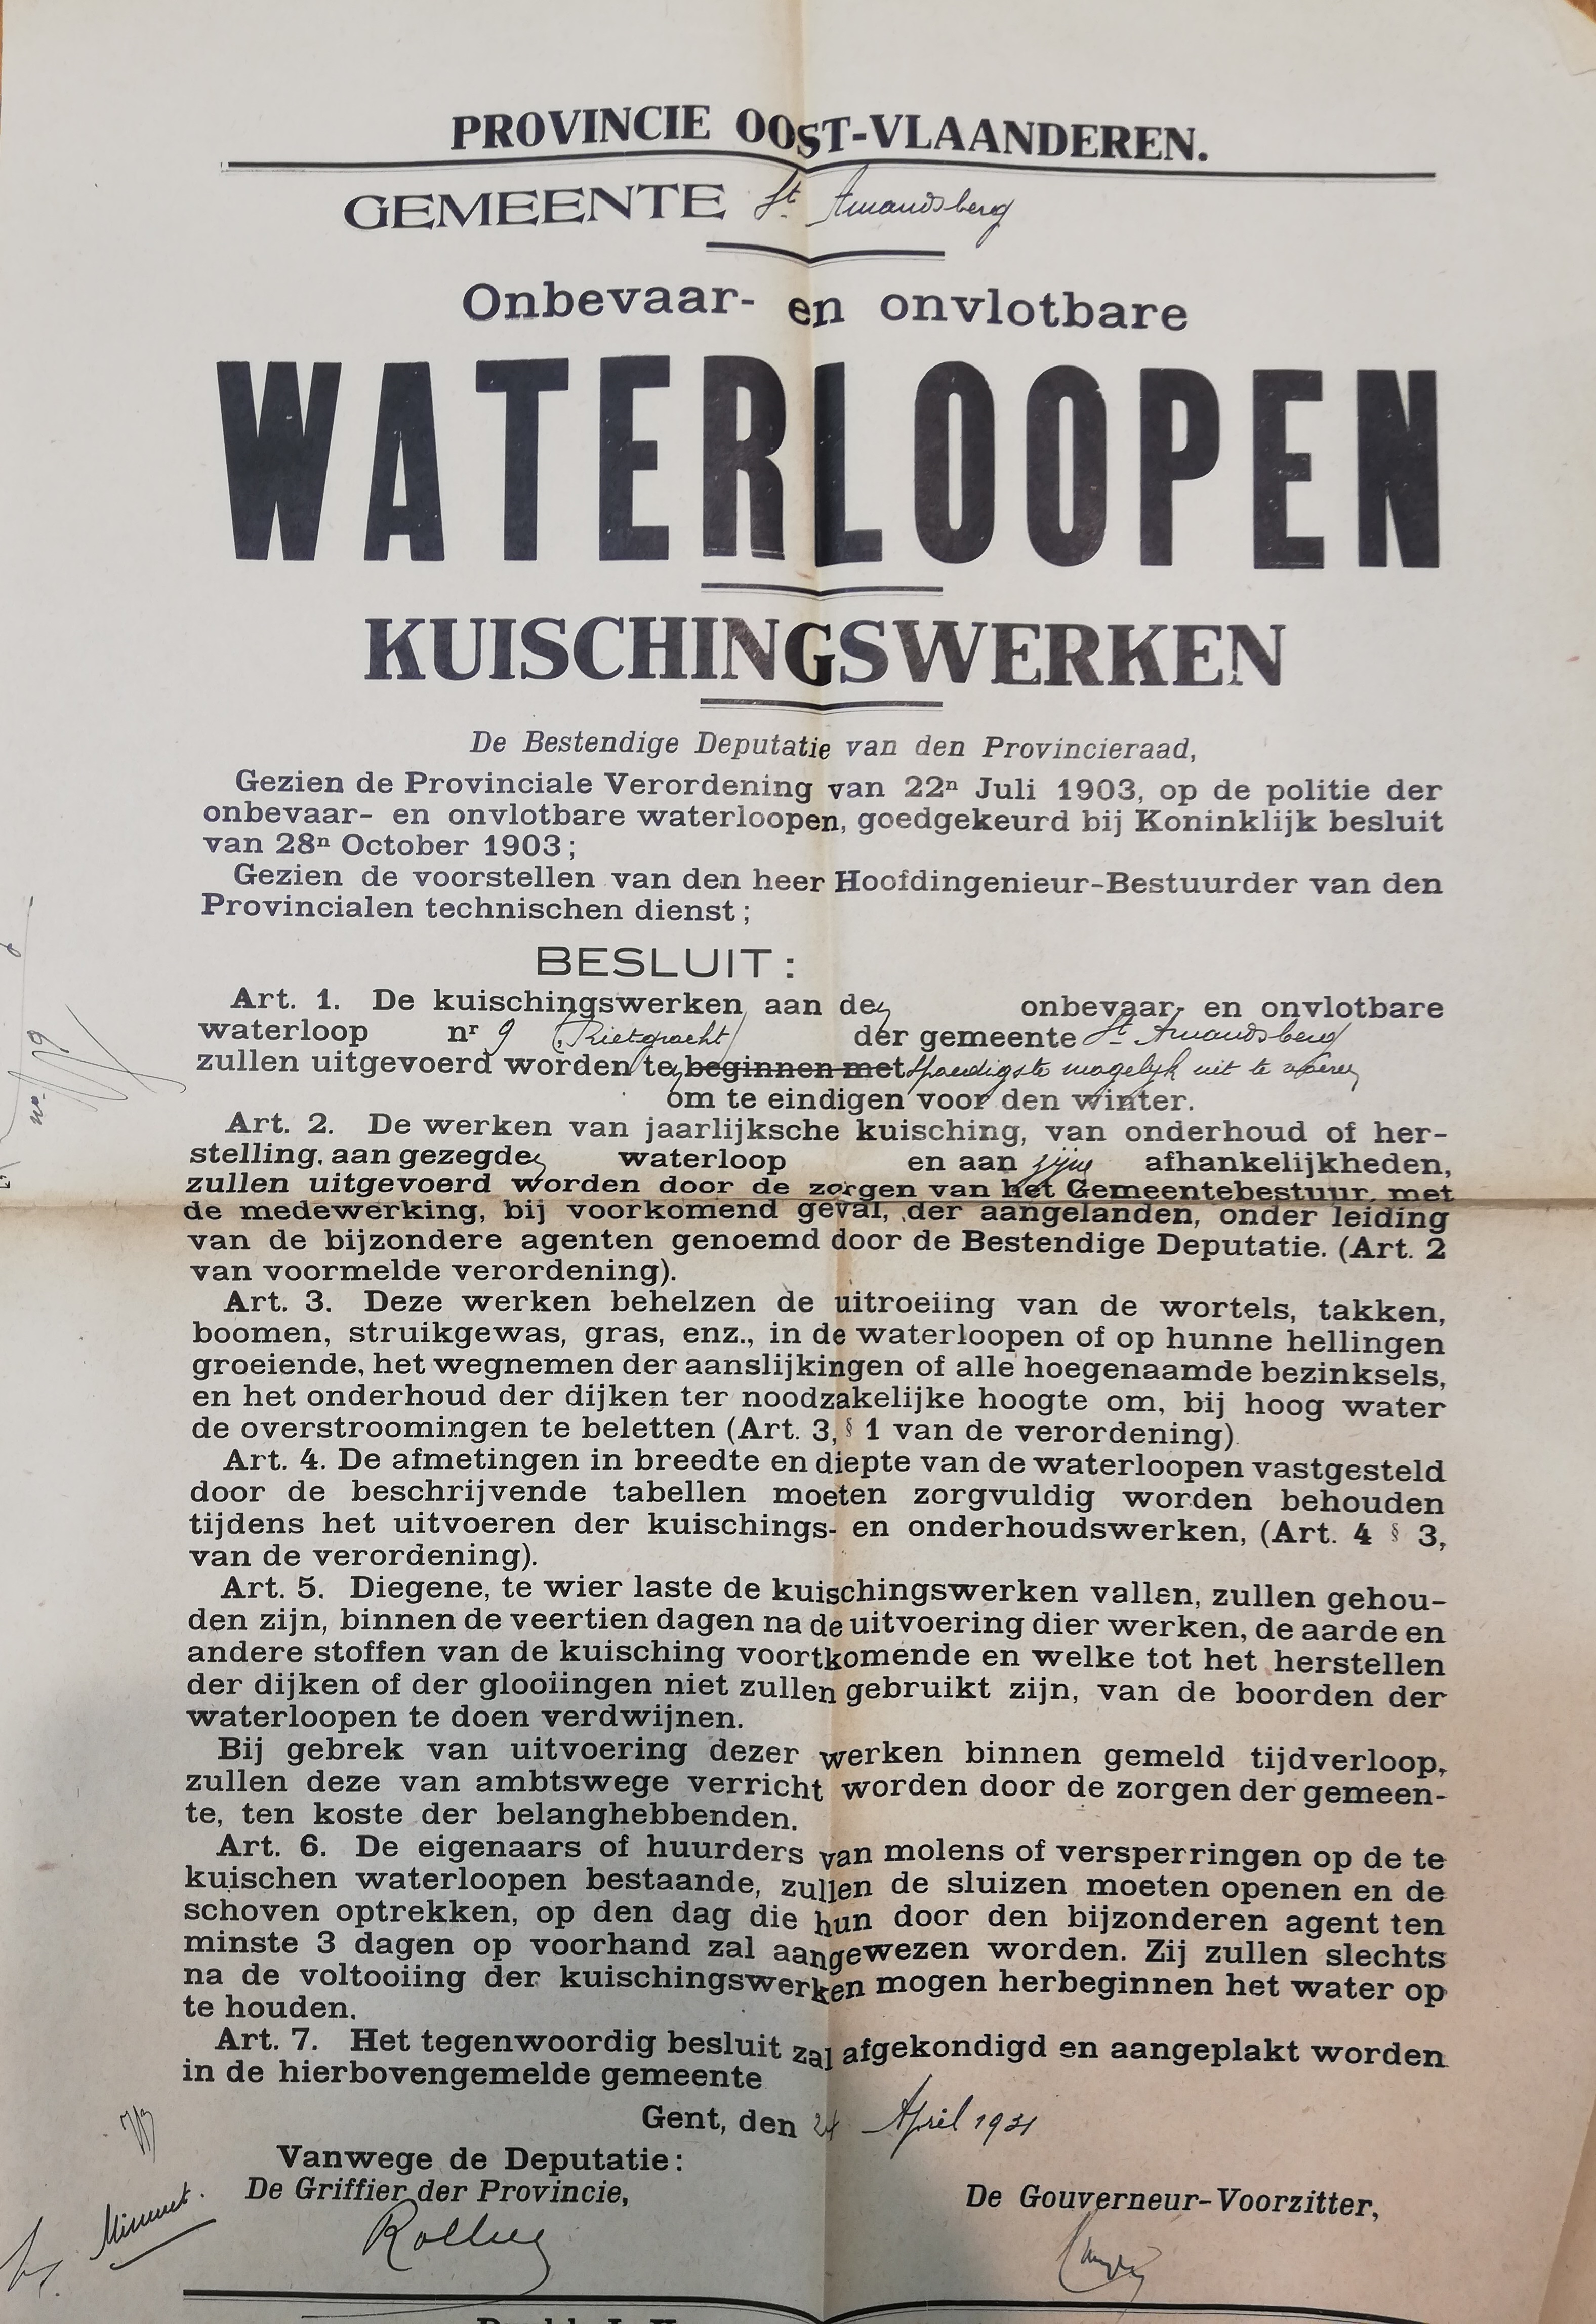 PROVINCIE OOST-VLAANDEREN.
GEMEENTE St Amandsberg
Onbevaar- en onvlotbare
WATERLOOPEN
KUISCHINGSWERKEN
De Bestendige Deputatie van den Provincieraad,
Gezien de Provinciale Verordening van 22n Juli 1903, op de politie der
onbevaar- en onvlotbare waterloopen, goedgekeurd bij Koninklijk besluit
van 28n October 1903;
Gezien de voorstellen van den heer Hoofdingenieur-Bestuurder van den
Provincialen technischen dienst;
BESLUIT:
Art. 1. De kuischingswerken aan den onbevaar- en onvlotbare
waterloop nr 9 (Rietgracht) der gemeente St Amandsberg
zullen uitgevoerd worden ten beginnen met spoedigste mogelijk uit te voeren
om te eindigen voor den winter.
Art. 2. De werken van jaarlijksche kuisching, van onderhoud of her-
stelling, aan gezegden waterloop en aan zijne afhankelijkheden,
zullen uitgevoerd worden door de zorgen van het Gemeentebestuur, met
de medewerking, bij voorkomend geval, der aangelanden, onder leiding
van de bijzondere agenten genoemd door de Bestendige Deputatie. (Art. 2
van voormelde verordening).
Art. 3. Deze werken behelzen de uitroeiing van de wortels, takken,
boomen, struikgewas, gras, enz., in de waterloopen of op hunne hellingen
groeiende, het wegnemen der aanslijkingen of alle hoegenaamde bezinksels,
en het onderhoud der dijken ter noodzakelijke hoogte om, bij hoog water
de overstroomingen te beletten (Art. 3, § 1 van de verordening).
Art. 4. De afmetingen in breedte en diepte van de waterloopen vastgesteld
door de beschrijvende tabellen moeten zorgvuldig worden behouden
tijdens het uitvoeren der kuischings- en onderhoudswerken, (Art. 4 § 3,
van de verordening).
Art. 5. Diegene, te wier laste de kuischingswerken vallen, zullen gehou-
den zijn, binnen de veertien dagen na de uitvoering dier werken, de aarde en
andere stoffen van de kuisching voortkomende en welke tot het herstellen
der dijken of der glooiingen niet zullen gebruikt zijn, van de boorden der
waterloopen te doen verdwijnen.
Bij gebrek van uitvoering dezer werken binnen gemeld tijdverloop,
zullen deze van ambtswege verricht worden door de zorgen der gemeen-
te, ten koste der belanghebbenden.
Art. 6. De eigenaars of huurders van molens of versperringen op de te
kuischen waterloopen bestaande, zullen de sluizen moeten openen en de
schoven optrekken, op den dag die hun door den bijzonderen agent ten
minste 3 dagen op voorhand zal aangewezen worden. Zij zullen slechts
na de voltooiing der kuischingswerken mogen herbeginnen het water op
te houden.
Art. 7. Het tegenwoordig besluit zal afgekondigd en aangeplakt worden
in de hierbovengemelde gemeente
Gent, den 24 April 1931
Vanwege de Deputatie:
De Griffier der Provincie,
De Gouverneur-Voorzitter,
Minuut.